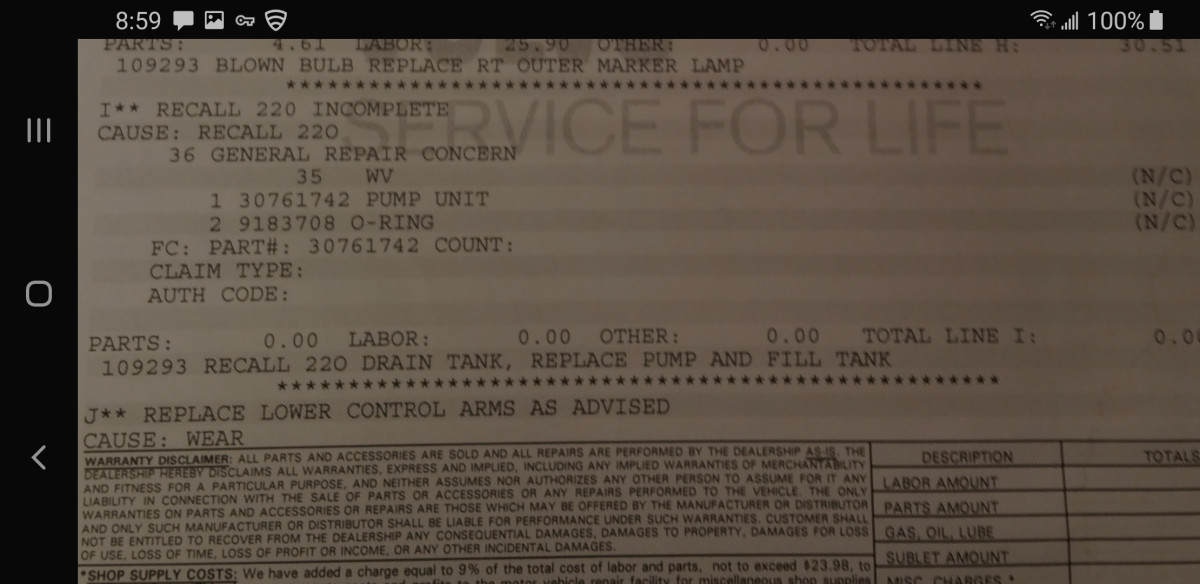 8:59 100%
PARTS: 4.61 LABOR: 25.90 OTHER: 0.00 TOTAL LINE H: 30.51
109293 BLOWN BULB REPLACE RT OUTER MARKER LAMP
**************************************************
SERVICE FOR LIFE
I** RECALL 220 INCOMPLETE
CAUSE: RECALL 220
36 GENERAL REPAIR CONCERN
35 WV (N/C)
1 30761742 PUMP UNIT (N/C)
2 9183708 O-RING (N/C)
FC: PART#: 30761742 COUNT:
CLAIM TYPE:
AUTH CODE:
PARTS: 0.00 LABOR: 0.00 OTHER: 0.00 TOTAL LINE I: 0.0
109293 RECALL 220 DRAIN TANK, REPLACE PUMP AND FILL TANK
**************************************************
J** REPLACE LOWER CONTROL ARMS AS ADVISED
CAUSE: WEAR
WARRANTY DISCLAIMER: ALL PARTS AND ACCESSORIES ARE SOLD AND ALL REPAIRS ARE PERFORMED BY THE DEALERSHIP AS-IS. THE
DEALERSHIP HEREBY DISCLAIMS ALL WARRANTIES, EXPRESS AND IMPLIED, INCLUDING ANY IMPLIED WARRANTIES OF MERCHANTABILITY
AND FITNESS FOR A PARTICULAR PURPOSE, AND NEITHER ASSUMES NOR AUTHORIZES ANY OTHER PERSON TO ASSUME FOR IT ANY
LIABILITY IN CONNECTION WITH THE SALE OF PARTS OR ACCESSORIES OR ANY REPAIRS PERFORMED TO THE VEHICLE. THE ONLY
WARRANTIES ON PARTS AND ACCESSORIES OR REPAIRS ARE THOSE WHICH MAY BE OFFERED BY THE MANUFACTURER OR DISTRIBUTOR
AND ONLY SUCH MANUFACTURER OR DISTRIBUTOR SHALL BE LIABLE FOR PERFORMANCE UNDER SUCH WARRANTIES. CUSTOMER SHALL
NOT BE ENTITLED TO RECOVER FROM THE DEALERSHIP ANY CONSEQUENTIAL DAMAGES, DAMAGES TO PROPERTY, DAMAGES FOR LOSS
OF USE, LOSS OF TIME, LOSS OF PROFIT OR INCOME, OR ANY OTHER INCIDENTAL DAMAGES.
*SHOP SUPPLY COSTS: We have added a charge equal to 9% of the total cost of labor and parts, not to exceed $23.98, to
the motor vehicle repair facility for miscellaneous shop supplies
DESCRIPTION TOTALS
LABOR AMOUNT
PARTS AMOUNT
GAS, OIL, LUBE
SUBLET AMOUNT
MISC. CHARGES *